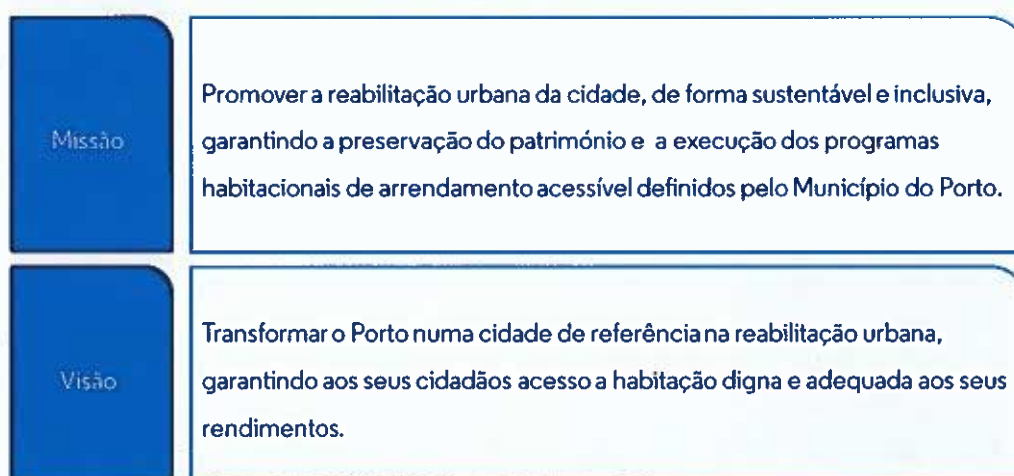 Missão
Promover a reabilitação urbana da cidade, de forma sustentável e inclusiva,
garantindo a preservação do património e a execução dos programas
habitacionais de arrendamento acessível definidos pelo Município do Porto.
Visão
Transformar o Porto numa cidade de referência na reabilitação urbana,
garantindo aos seus cidadãos acesso a habitação digna e adequada aos seus
rendimentos.